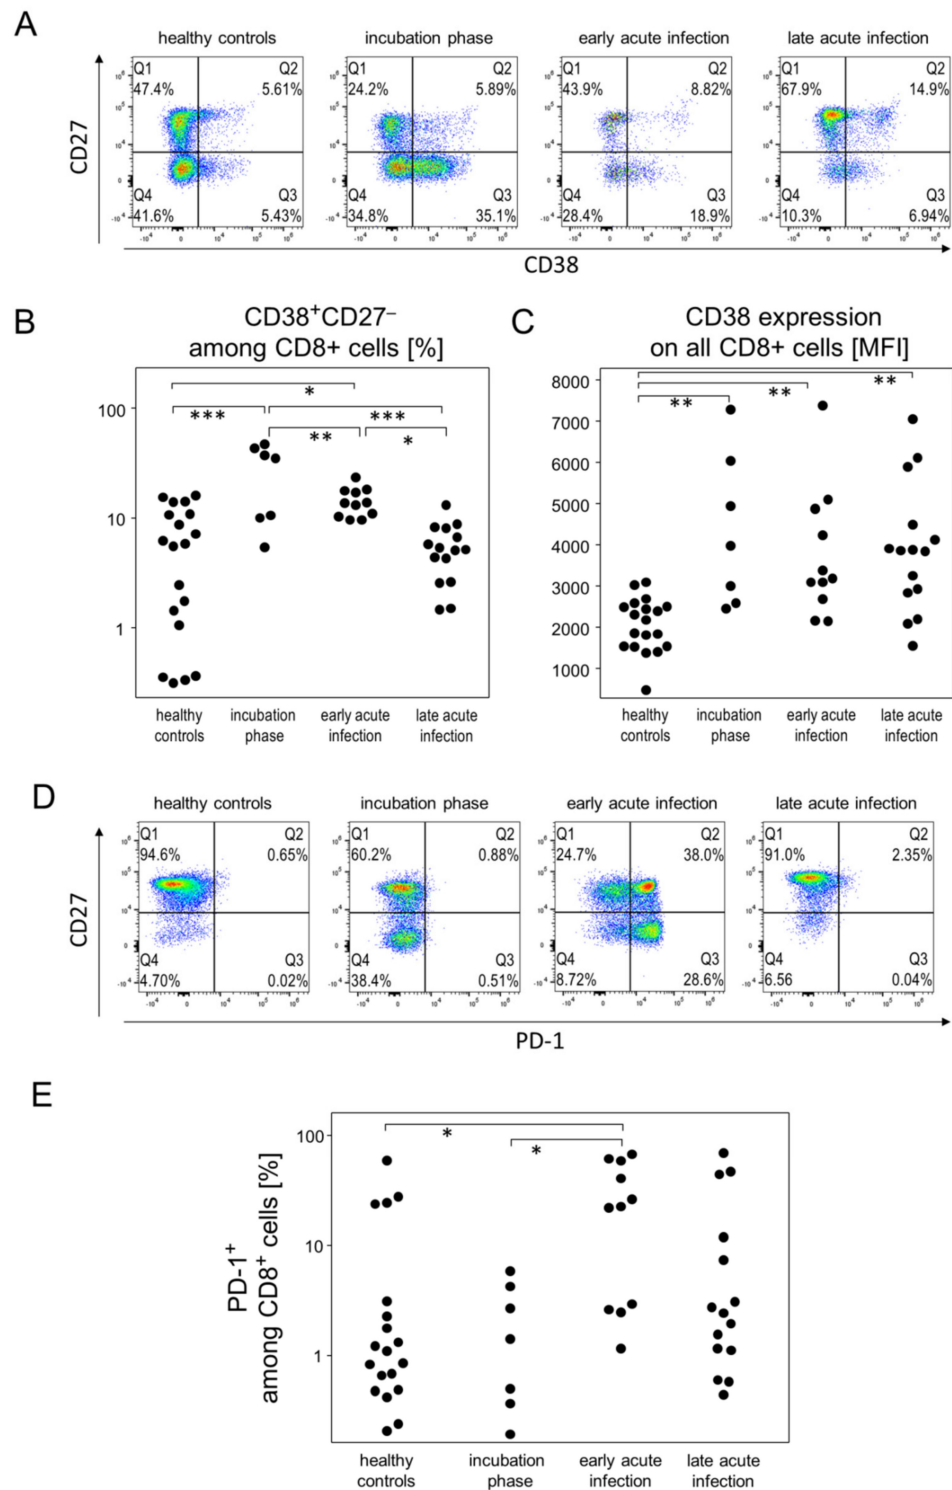 A
healthy controls
incubation phase
early acute infection
late acute infection
CD27
Q1
47.4%
Q2
5.61%
Q4
41.6%
Q3
5.43%
Q1
24.2%
Q2
5.89%
Q4
34.8%
Q3
35.1%
Q1
43.9%
Q2
8.82%
Q4
28.4%
Q3
18.9%
Q1
67.9%
Q2
14.9%
Q4
10.3%
Q3
6.94%
CD38
B
CD38+CD27–
among CD8+ cells [%]
100
10
1
*
***
***
**
*
healthy
controls
incubation
phase
early acute
infection
late acute
infection
C
CD38 expression
on all CD8+ cells [MFI]
8000
7000
6000
5000
4000
3000
2000
1000
**
**
**
healthy
controls
incubation
phase
early acute
infection
late acute
infection
D
healthy controls
incubation phase
early acute infection
late acute infection
CD27
Q1
94.6%
Q2
0.65%
Q4
4.70%
Q3
0.02%
Q1
60.2%
Q2
0.88%
Q4
38.4%
Q3
0.51%
Q1
24.7%
Q2
38.0%
Q4
8.72%
Q3
28.6%
Q1
91.0%
Q2
2.35%
Q4
6.56
Q3
0.04%
PD-1
E
PD-1+
among CD8+ cells [%]
100
10
1
*
*
healthy
controls
incubation
phase
early acute
infection
late acute
infection